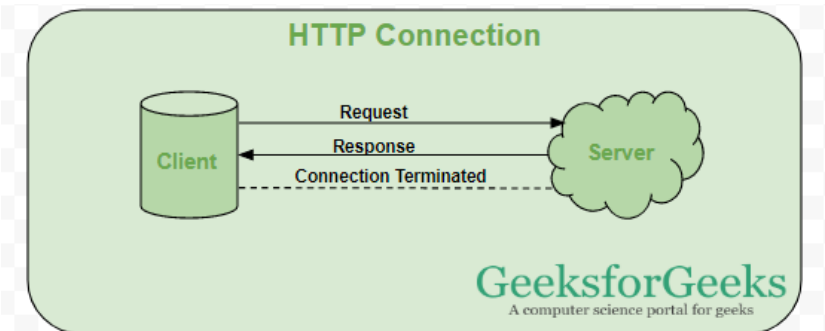 HTTP Connection
Request
Response
Connection Terminated
Client
Server
GeeksforGeeks
A computer science portal for geeks